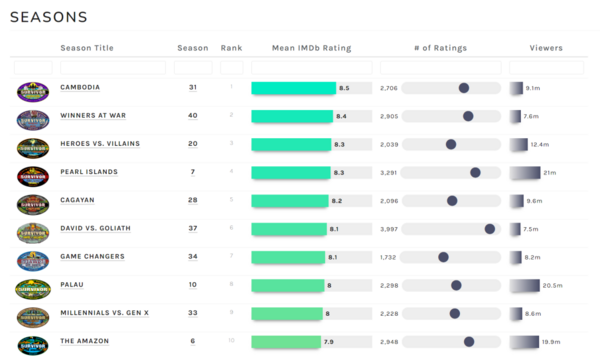 SEASONS
Season Title Season Rank Mean IMDb Rating # of Ratings Viewers
CAMBODIA 31 1 8.5 2,706 9.1m
WINNERS AT WAR 40 2 8.4 2,905 7.6m
HEROES VS. VILLAINS 20 3 8.3 2,039 12.4m
PEARL ISLANDS 7 4 8.3 3,291 21m
CAGAYAN 28 5 8.2 2,096 9.6m
DAVID VS. GOLIATH 37 6 8.1 3,997 7.5m
GAME CHANGERS 34 7 8.1 1,732 8.2m
PALAU 10 8 8 2,298 20.5m
MILLENNIALS VS. GEN X 33 9 8 2,228 8.6m
THE AMAZON 6 10 7.9 2,948 19.9m